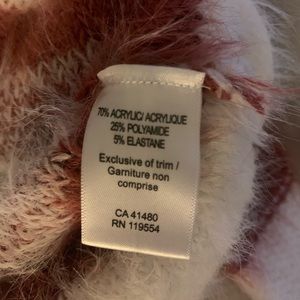 70% ACRYLIC/ ACRYLIQUE
25% POLYAMIDE
5% ELASTANE
Exclusive of trim /
Garniture non
comprise
CA 41480
RN 119554